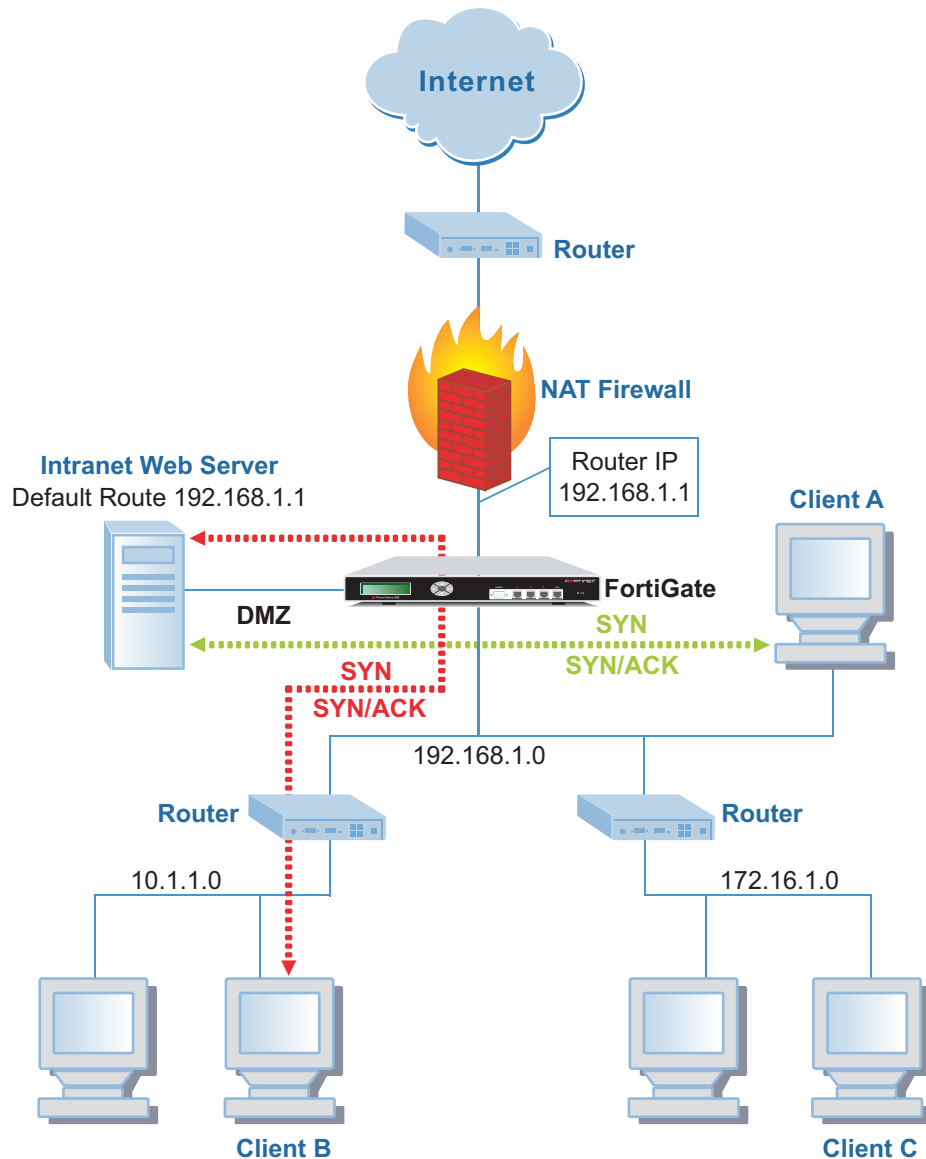 Internet
Router
NAT Firewall
Router IP
192.168.1.1
Intranet Web Server
Default Route 192.168.1.1
Client A
FortiGate
DMZ
SYN
SYN/ACK
SYN
SYN/ACK
192.168.1.0
Router
Router
10.1.1.0
172.16.1.0
Client B
Client C